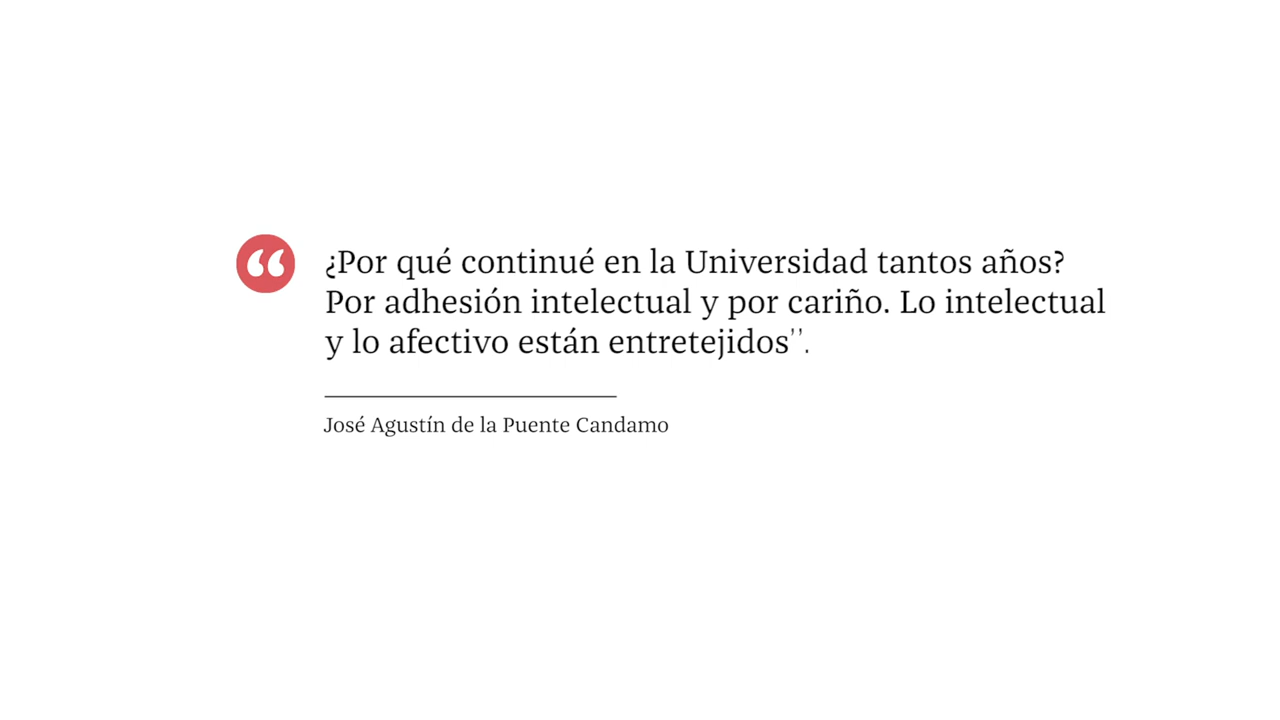 “
¿Por qué continué en la Universidad tantos años?
Por adhesión intelectual y por cariño. Lo intelectual
y lo afectivo están entretejidos’’.
José Agustín de la Puente Candamo